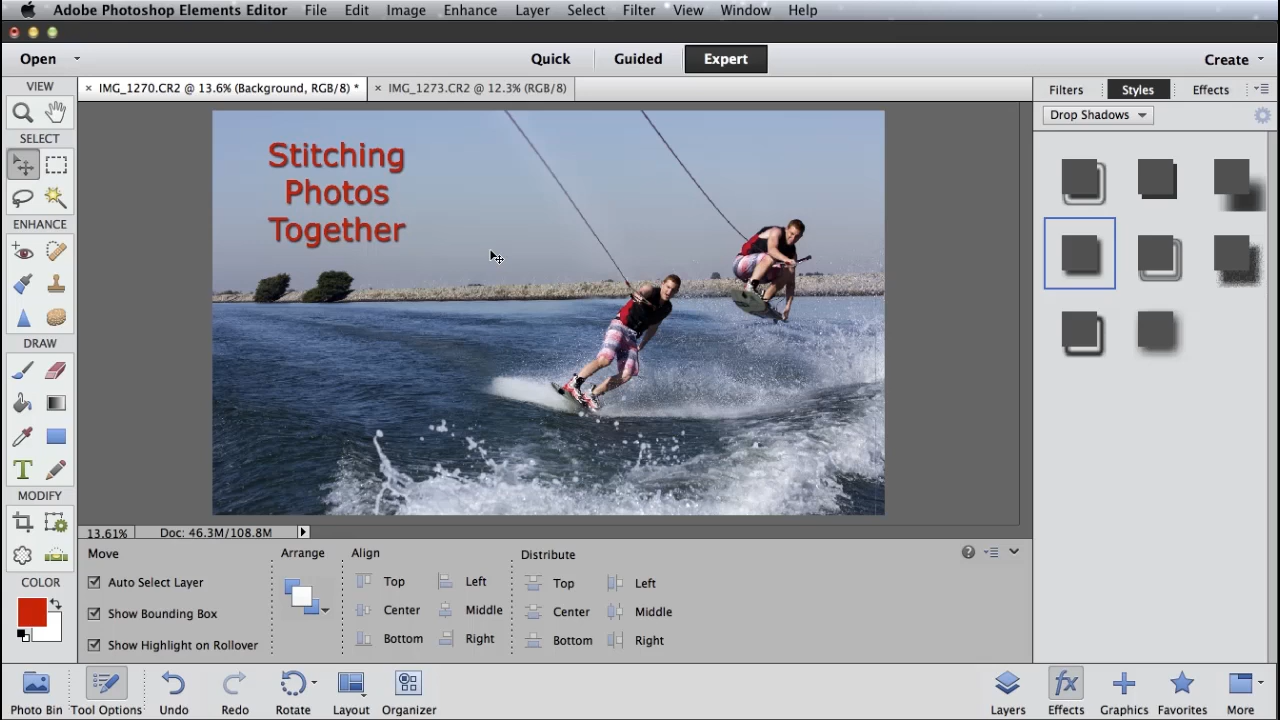 Adobe Photoshop Elements Editor File Edit Image Enhance Layer Select Filter View Window Help
Open Quick Guided Expert Create
VIEW
× IMG_1270.CR2 @ 13.6% (Background, RGB/8) * × IMG_1273.CR2 @ 12.3% (RGB/8)
Filters Styles Effects
Drop Shadows
SELECT
Stitching
Photos
Together
ENHANCE
DRAW
T
MODIFY
13.61% Doc: 46.3M/108.8M
COLOR
Move Arrange Align Distribute
Auto Select Layer Top Left Top Left
Show Bounding Box Center Middle Center Middle
Show Highlight on Rollover Bottom Right Bottom Right
fx
Photo Bin Tool Options Undo Redo Rotate Layout Organizer Layers Effects Graphics Favorites More